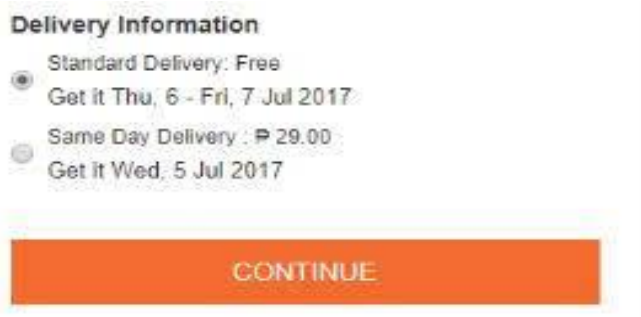 Delivery Information
Standard Delivery: Free
Get it Thu, 6 - Fri, 7 Jul 2017
Same Day Delivery : ₱ 29.00
Get it Wed, 5 Jul 2017
CONTINUE